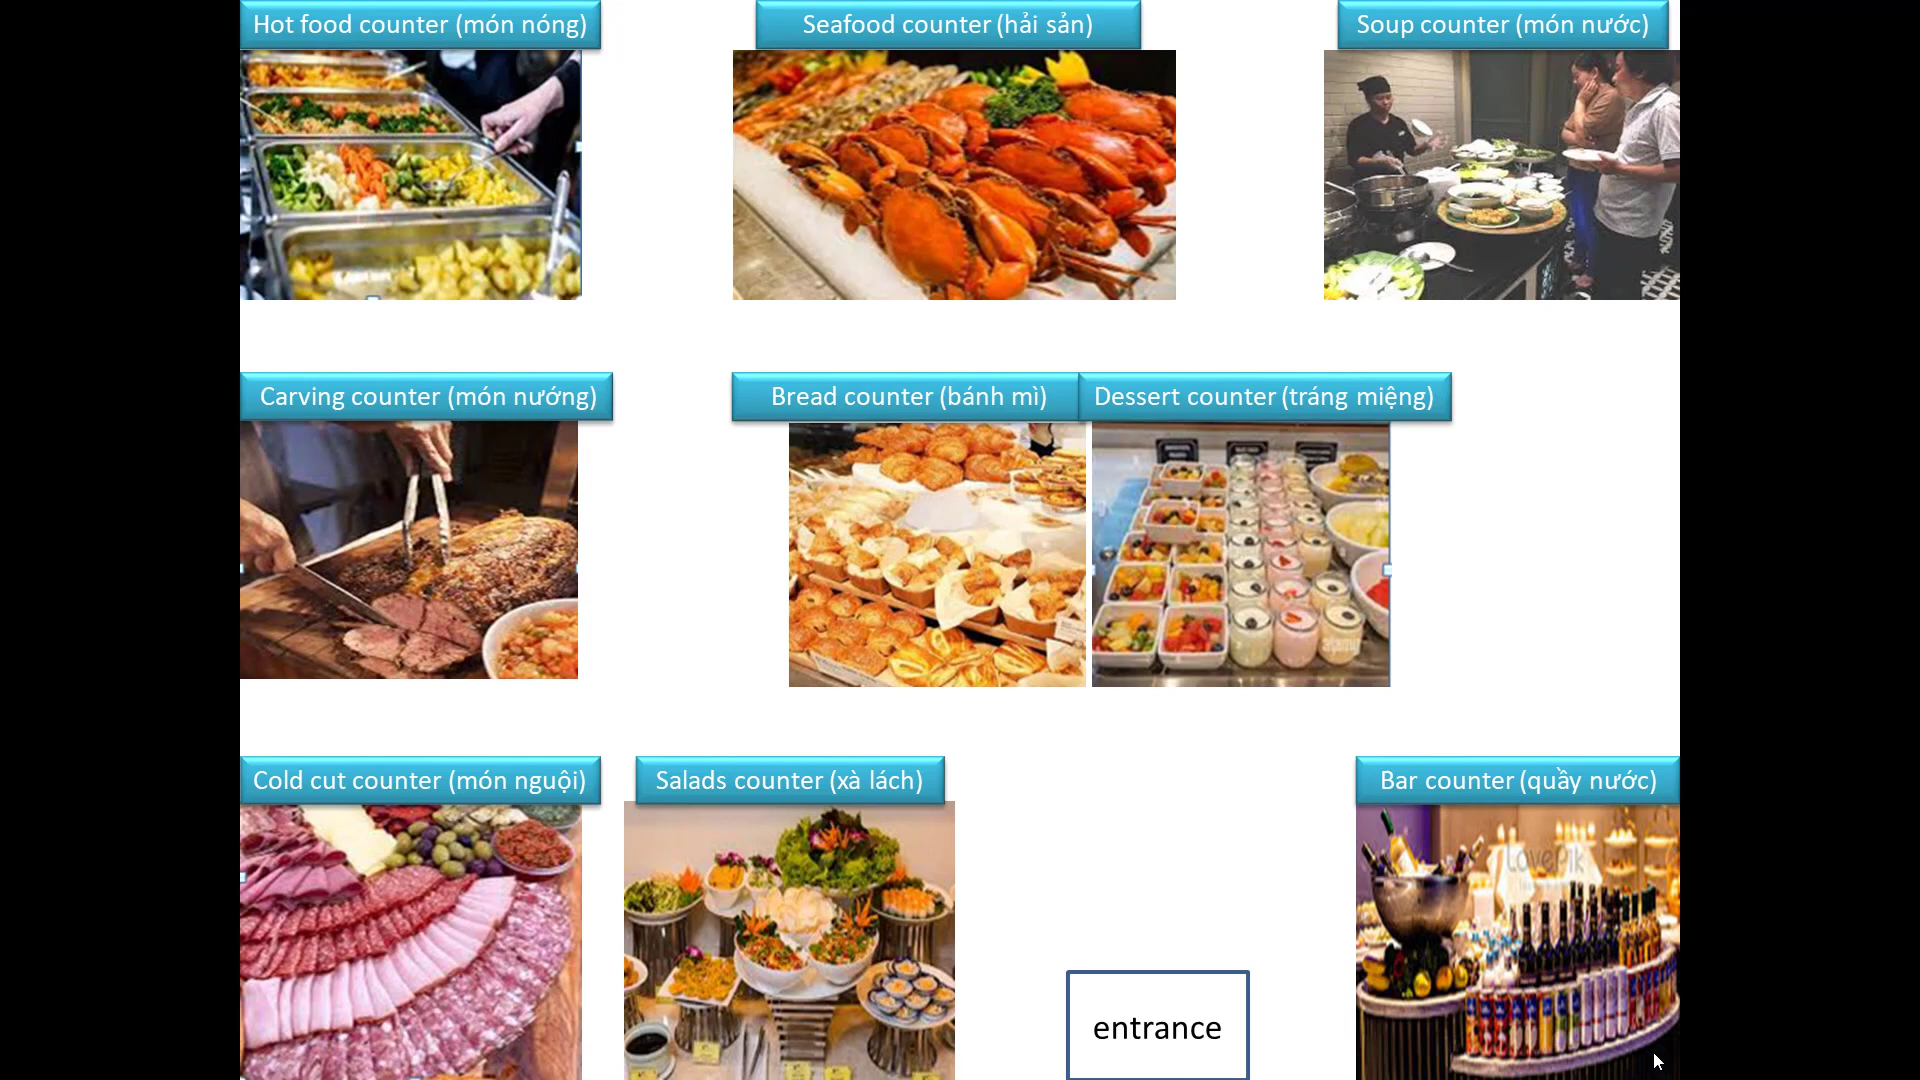 Hot food counter (món nóng)
Seafood counter (hải sản)
Soup counter (món nước)
Carving counter (món nướng)
Bread counter (bánh mì)
Dessert counter (tráng miệng)
Cold cut counter (món nguội)
Salads counter (xà lách)
Bar counter (quầy nước)
Lovepik
entrance